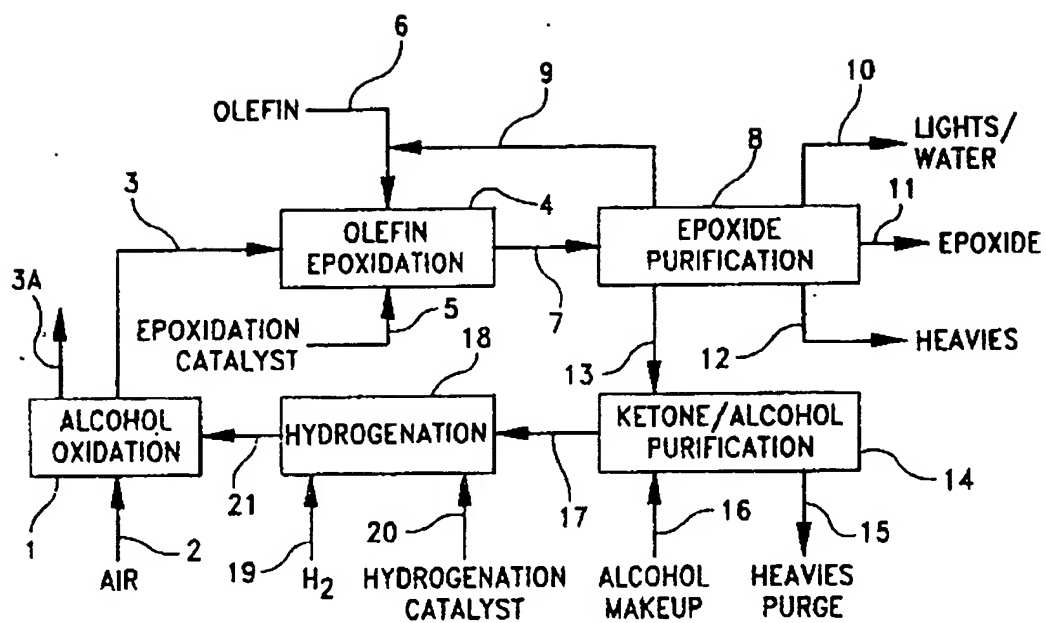 6
OLEFIN
9
10
LIGHTS/
WATER
8
3
4
11
OLEFIN
EPOXIDATION
EPOXIDE
PURIFICATION
EPOXIDE
3A
5
7
EPOXIDATION
CATALYST
12
HEAVIES
18
13
ALCOHOL
OXIDATION
HYDROGENATION
KETONE/ALCOHOL
PURIFICATION
21
17
14
1
2
19
20
16
15
AIR
H2
HYDROGENATION
CATALYST
ALCOHOL
MAKEUP
HEAVIES
PURGE